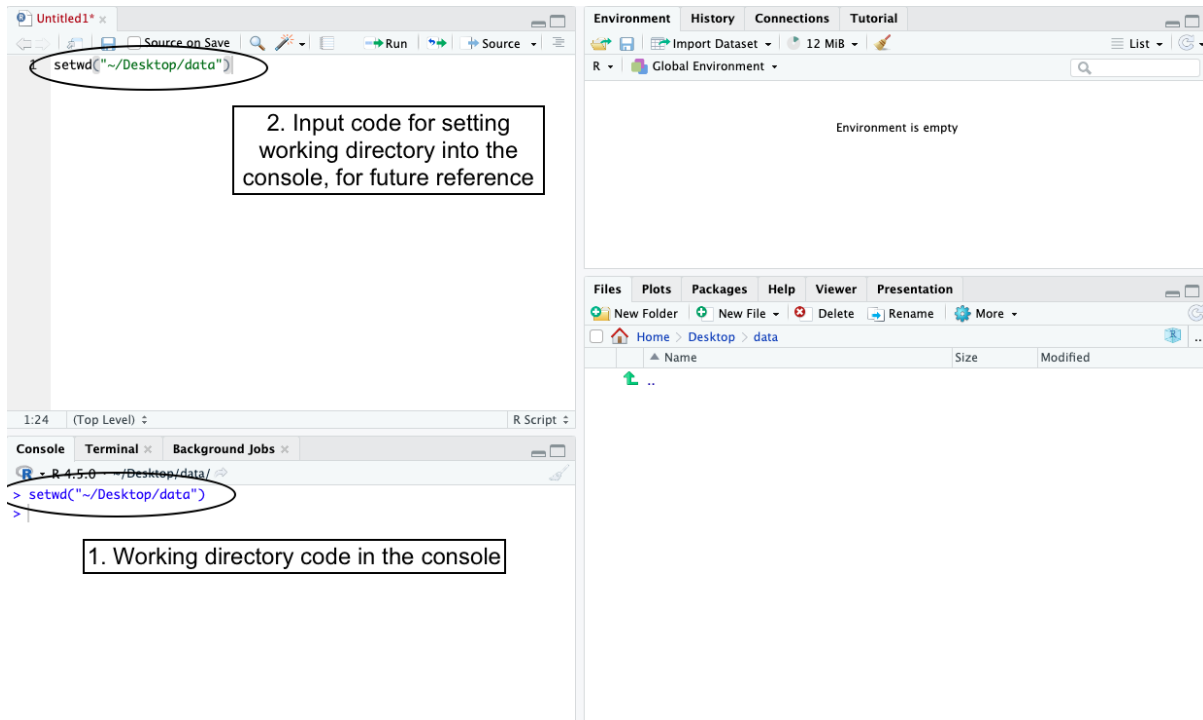 Untitled1*
Source on Save Run Source
1 setwd("~/Desktop/data")
2. Input code for setting
working directory into the
console, for future reference
1:24 (Top Level) R Script
Console Terminal Background Jobs
R 4.5.0 · ~/Desktop/data/
> setwd("~/Desktop/data")
>
1. Working directory code in the console
Environment History Connections Tutorial
Import Dataset 12 MiB List
R Global Environment
Environment is empty
Files Plots Packages Help Viewer Presentation
New Folder New File Delete Rename More
Home > Desktop > data ..
Name Size Modified
..